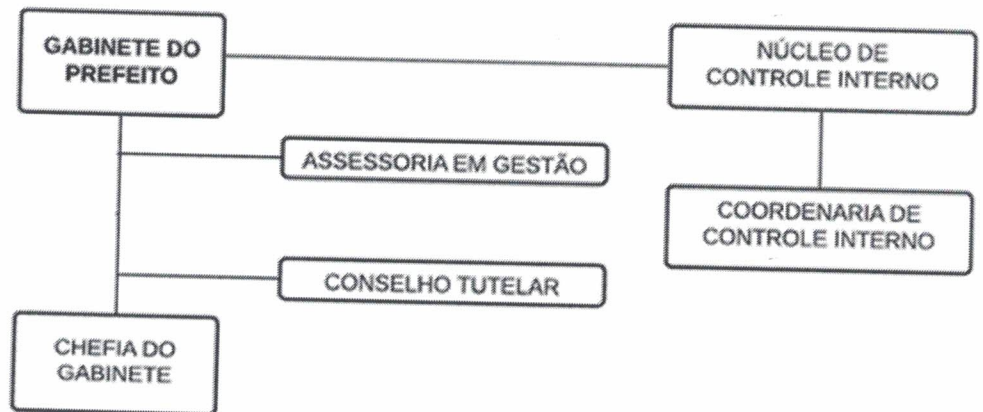 GABINETE DO
PREFEITO
NÚCLEO DE
CONTROLE INTERNO
ASSESSORIA EM GESTÃO
COORDENARIA DE
CONTROLE INTERNO
CONSELHO TUTELAR
CHEFIA DO
GABINETE